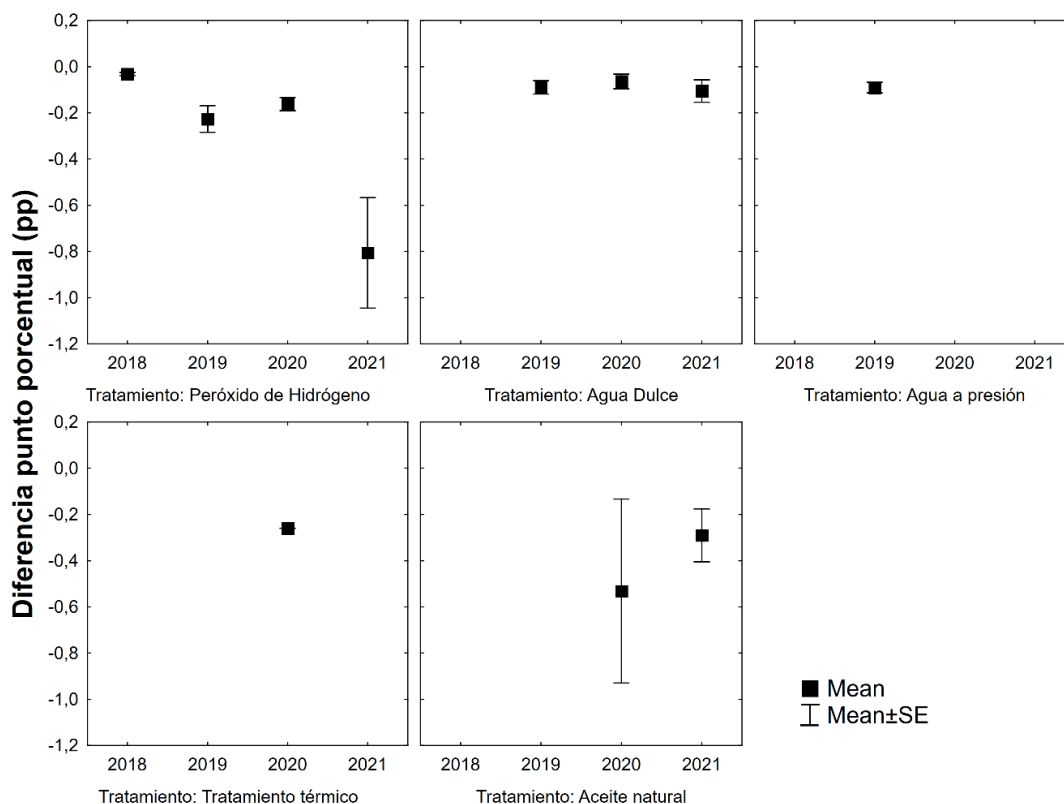 Diferencia punto porcentual (pp)
0,2
0,0
-0,2
-0,4
-0,6
-0,8
-1,0
-1,2
2018 2019 2020 2021
Tratamiento: Peróxido de Hidrógeno
2018 2019 2020 2021
Tratamiento: Agua Dulce
2018 2019 2020 2021
Tratamiento: Agua a presión
0,2
0,0
-0,2
-0,4
-0,6
-0,8
-1,0
-1,2
2018 2019 2020 2021
Tratamiento: Tratamiento térmico
2018 2019 2020 2021
Tratamiento: Aceite natural
Mean
Mean±SE